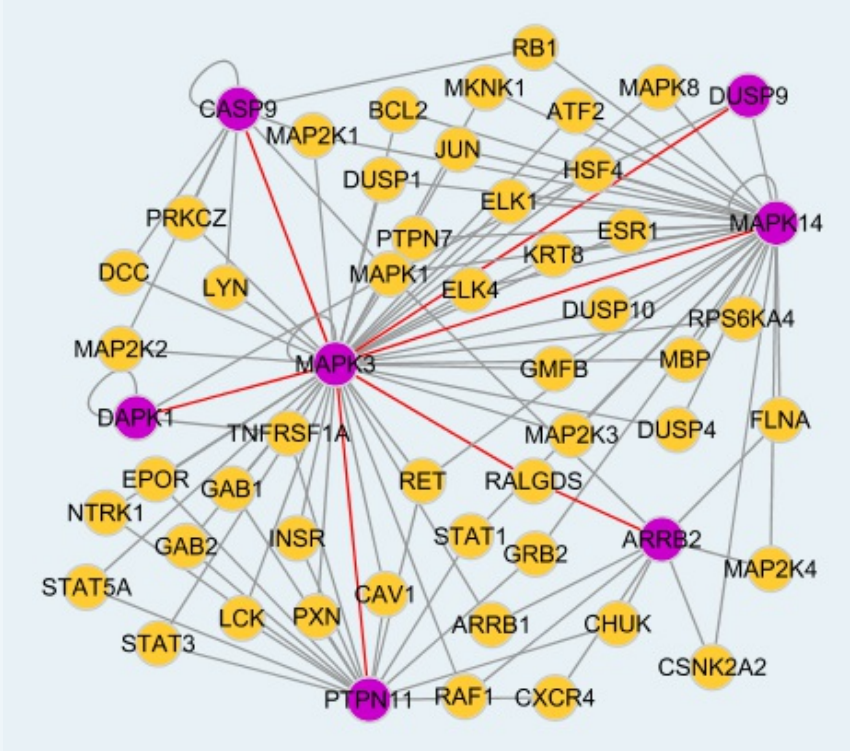 RB1
MKNK1
MAPK8
DUSP9
CASP9
BCL2
ATF2
MAP2K1
JUN
HSF4
DUSP1
ELK1
PRKCZ
MAPK14
PTPN7
ESR1
KRT8
DCC
MAPK1
LYN
ELK4
DUSP10
RPS6KA4
MAP2K2
MAPK3
GMFB
MBP
DAPK1
TNFRSF1A
MAP2K3
DUSP4
FLNA
EPOR
GAB1
RET
RALGDS
NTRK1
INSR
STAT1
GAB2
GRB2
ARRB2
MAP2K4
STAT5A
CAV1
LCK
PXN
ARRB1
CHUK
STAT3
CSNK2A2
PTPN11
RAF1
CXCR4